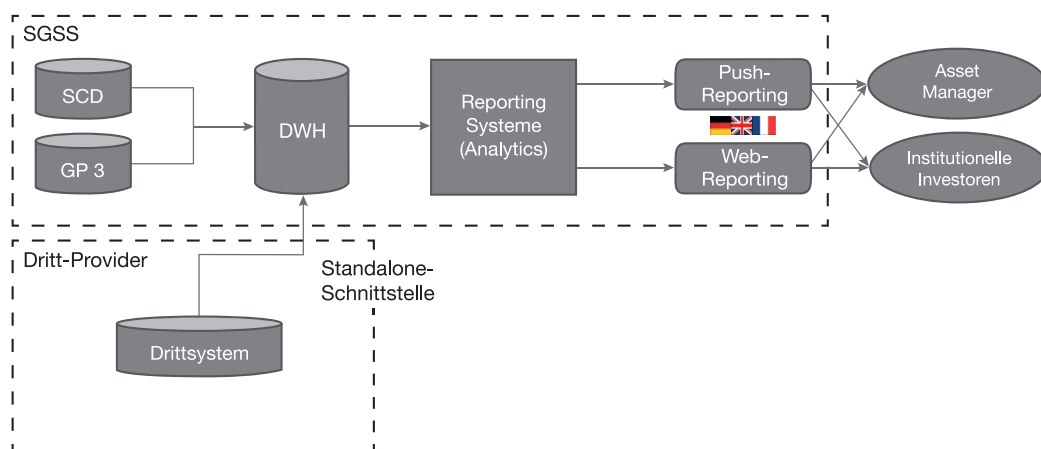 SGSS
SCD
GP 3
DWH
Reporting
Systeme
(Analytics)
Push-
Reporting
Web-
Reporting
Asset
Manager
Institutionelle
Investoren
Dritt-Provider
Standalone-
Schnittstelle
Drittsystem